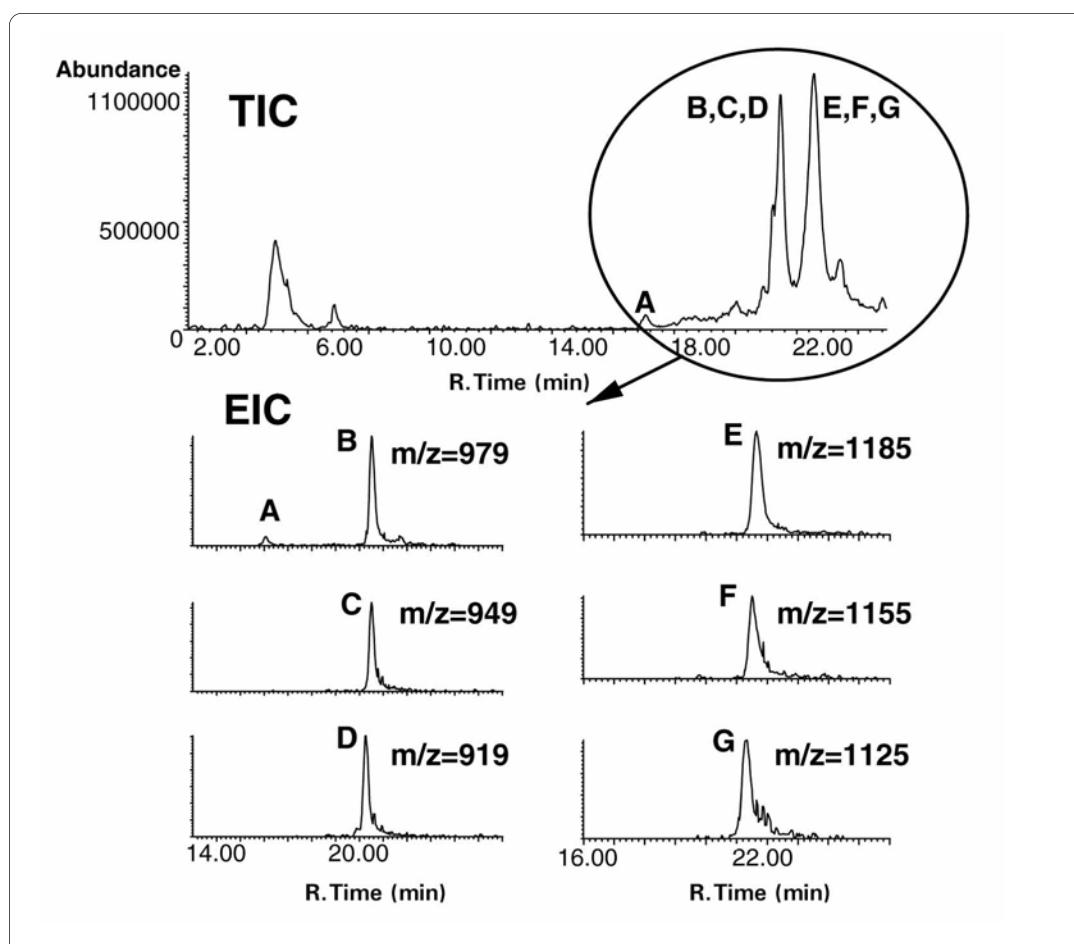 Abundance
1100000
TIC
B,C,D
E,F,G
500000
A
0
2.00 6.00 10.00 14.00 18.00 22.00
R.Time (min)
EIC
B
m/z=979
A
E
m/z=1185
C
m/z=949
F
m/z=1155
D
m/z=919
G
m/z=1125
14.00 20.00
R.Time (min)
16.00 22.00
R.Time (min)